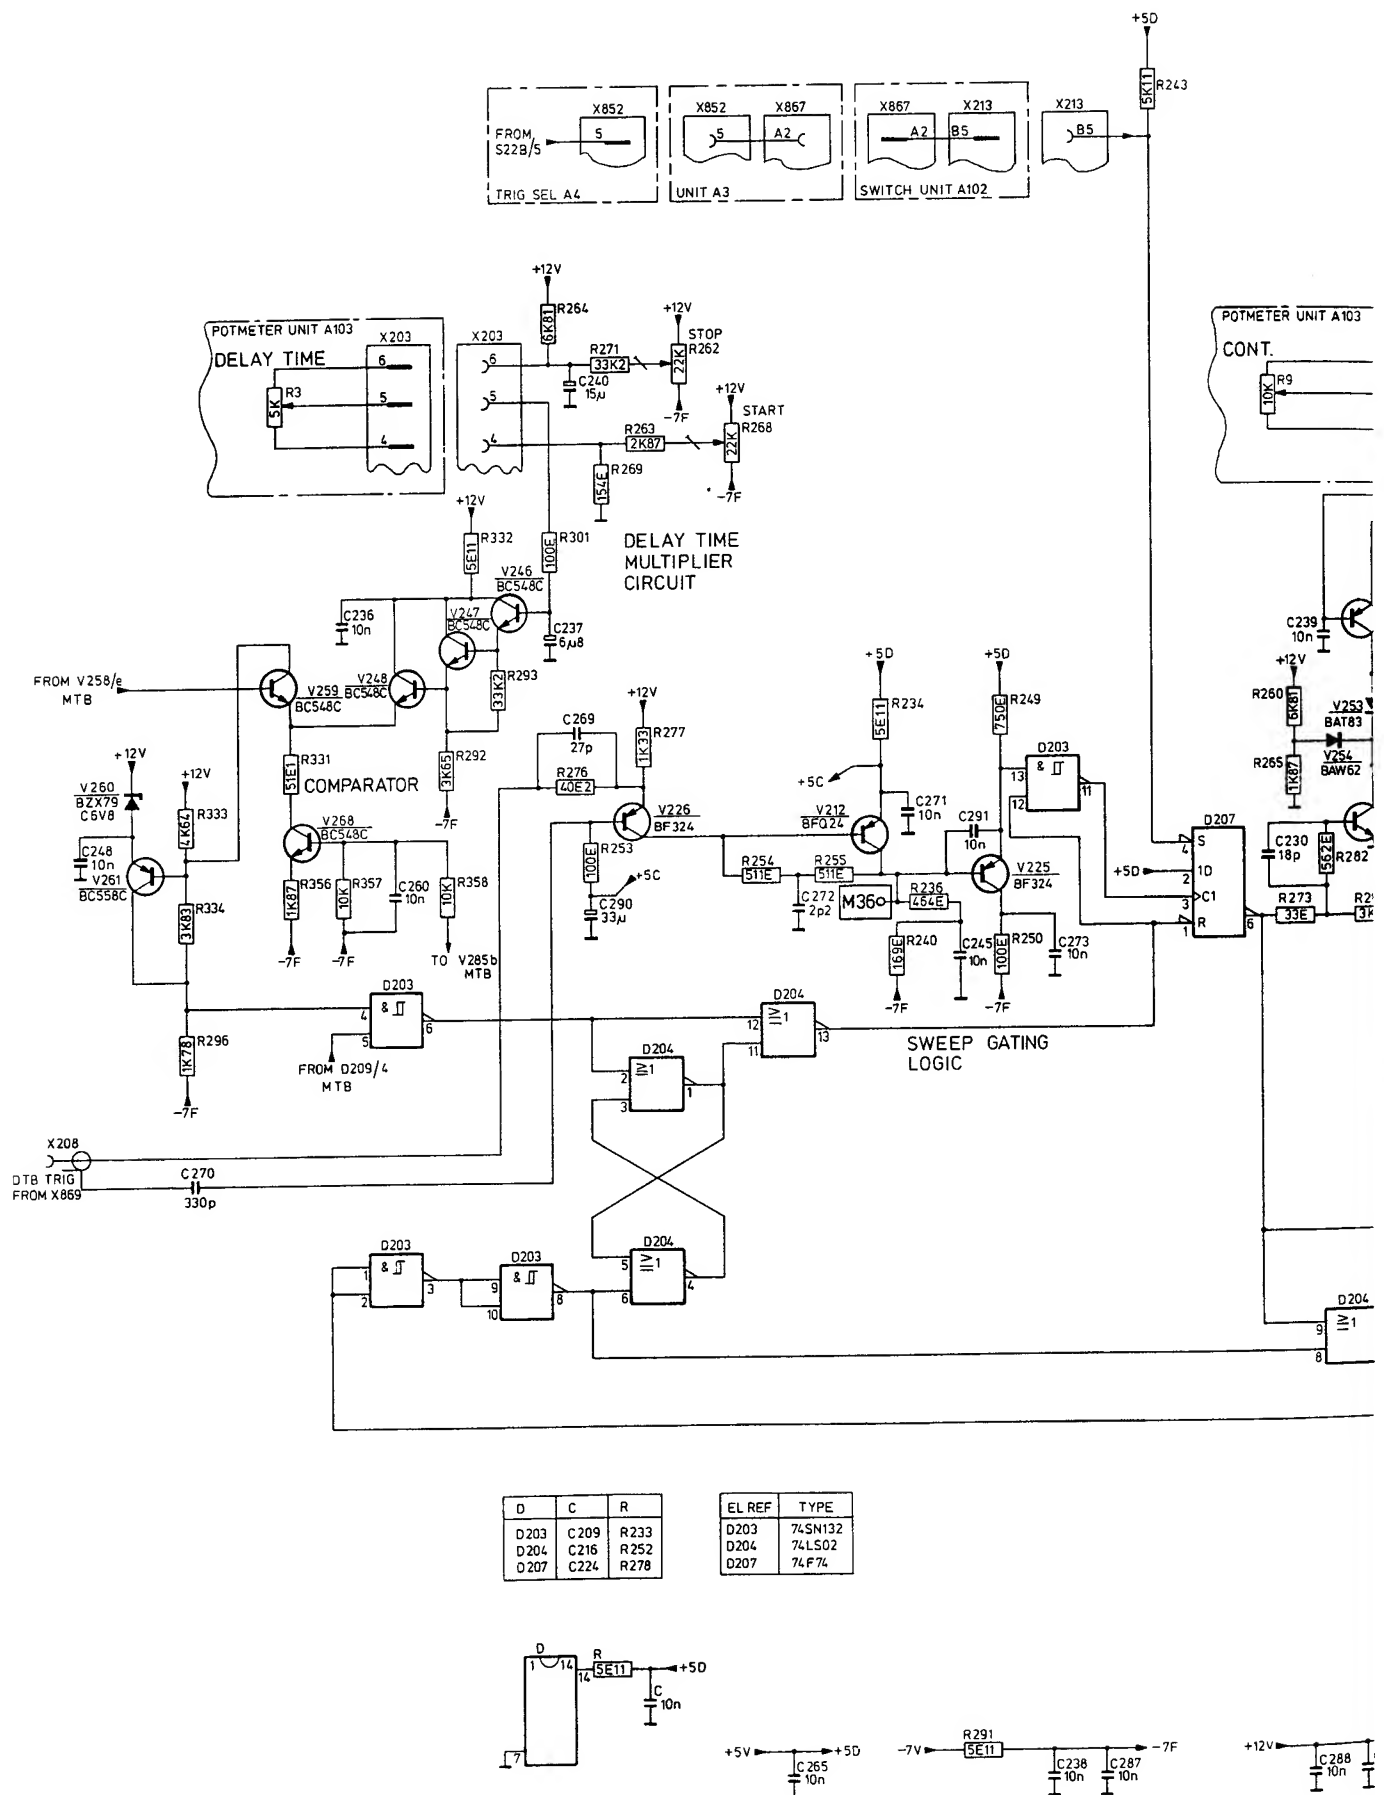 +5D
5K11 R243
X852
FROM S22B/5
5
TRIG SEL A4
X852 X867
5 A2
UNIT A3
X867 X213
A2 B5
SWITCH UNIT A102
X213
B5
POTMETER UNIT A103
DELAY TIME
X203
6
R3
5K
5
4
X203
6
5
4
+12V
R264
6K81
R271
33K2
C240
15µ
+12V
STOP
R262
22K
-7F
+12V
START
R268
22K
-7F
R263
2K87
R269
154E
POTMETER UNIT A103
CONT.
R9
10K
DELAY TIME
MULTIPLIER
CIRCUIT
+12V
R332
5E11
R301
100E
V246
BC548C
V247
BC548C
C236
10n
C237
6µ8
R293
33K2
FROM V258/e
MTB
V259
BC548C
V248
BC548C
R331
51E1
COMPARATOR
R292
3K65
-7F
+12V
V260
BZX79
C6V8
+12V
R333
4K64
C248
10n
V261
BC558C
R334
3K83
V268
BC548C
R356
1K87
-7F
R357
10K
-7F
C260
10n
R358
10K
TO V285b
MTB
C269
27p
R276
40E2
+12V
R277
1K33
V226
BF324
R253
100E
+5C
C290
33µ
+5D
R234
5E11
+5C
V212
BFQ24
C271
10n
R254
511E
R255
511E
C272
2p2
M36
R236
464E
R240
169E
-7F
C245
10n
+5D
R249
750E
C291
10n
V225
BF324
R250
100E
-7F
C273
10n
D203
13 &
12
11
D207
S
4
+5D 1D
2
C1
3
R
1
6
C239
10n
+12V
R260
6K81
V253
BAT83
V254
BAW62
R265
1K87
C230
18p
562E
R282
R273
33E
D203
4 &
5
6
FROM D209/4
MTB
R296
1K78
-7F
D204
12 ≥1
11
13
SWEEP GATING
LOGIC
D204
2 ≥1
3
1
X208
DTB TRIG
FROM X869
C270
330p
D203
1 &
2
3
D203
9 &
10
8
D204
5 ≥1
6
4
D204
9 ≥1
8
D C R
D203 C209 R233
D204 C216 R252
D207 C224 R278
EL REF TYPE
D203 74SN132
D204 74LS02
D207 74F74
D
1 14
14
R
5E11
+5D
C
10n
7
+5V +5D
C265
10n
R291
-7V 5E11 -7F
C238
10n
C287
10n
+12V
C288
10n